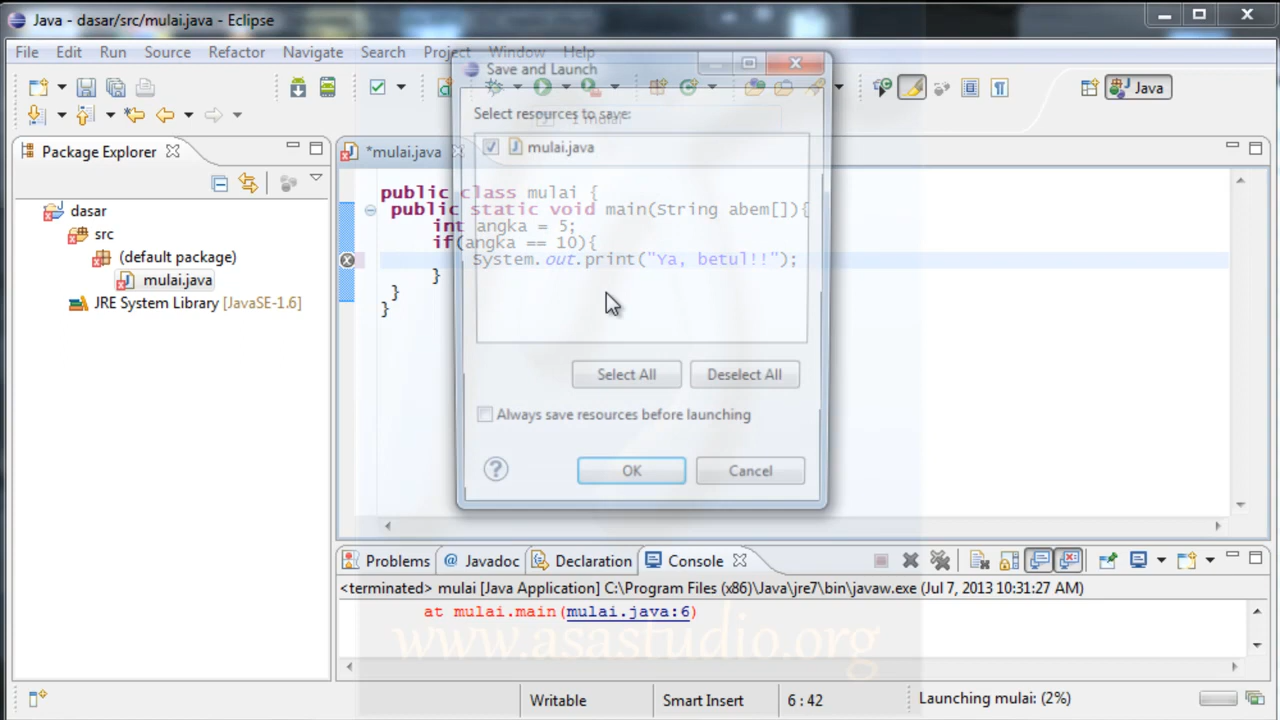 Java - dasar/src/mulai.java - Eclipse
File Edit Run Source Refactor Navigate Search Project Window Help
Java
Package Explorer
dasar
src
(default package)
mulai.java
JRE System Library [JavaSE-1.6]
*mulai.java
public class mulai {
public static void main(String abem[]){
int angka = 5;
if(angka == 10){
System.out.print("Ya, betul!!");
}
}
}
Save and Launch
Select resources to save:
1 mulai
mulai.java
Select All Deselect All
Always save resources before launching
OK Cancel
Problems @ Javadoc Declaration Console
<terminated> mulai [Java Application] C:\Program Files (x86)\Java\jre7\bin\javaw.exe (Jul 7, 2013 10:31:27 AM)
at mulai.main(mulai.java:6)
www.asastudio.org
Writable Smart Insert 6:42 Launching mulai: (2%)